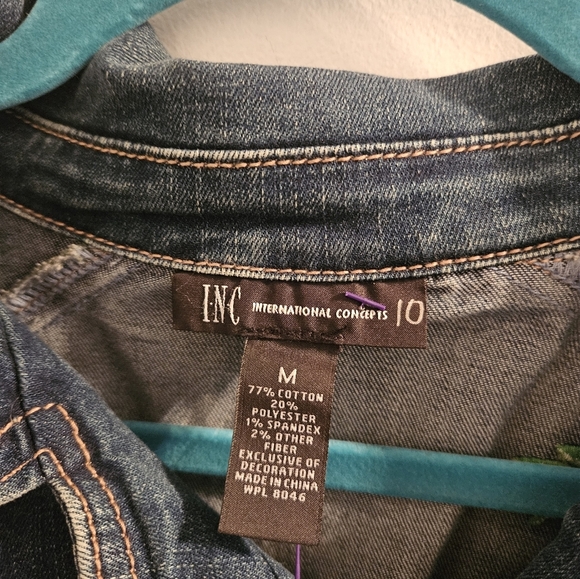 I·N·C INTERNATIONAL CONCEPTS 10
M
77% COTTON
20%
POLYESTER
1% SPANDEX
2% OTHER
FIBER
EXCLUSIVE OF
DECORATION
MADE IN CHINA
WPL 8046